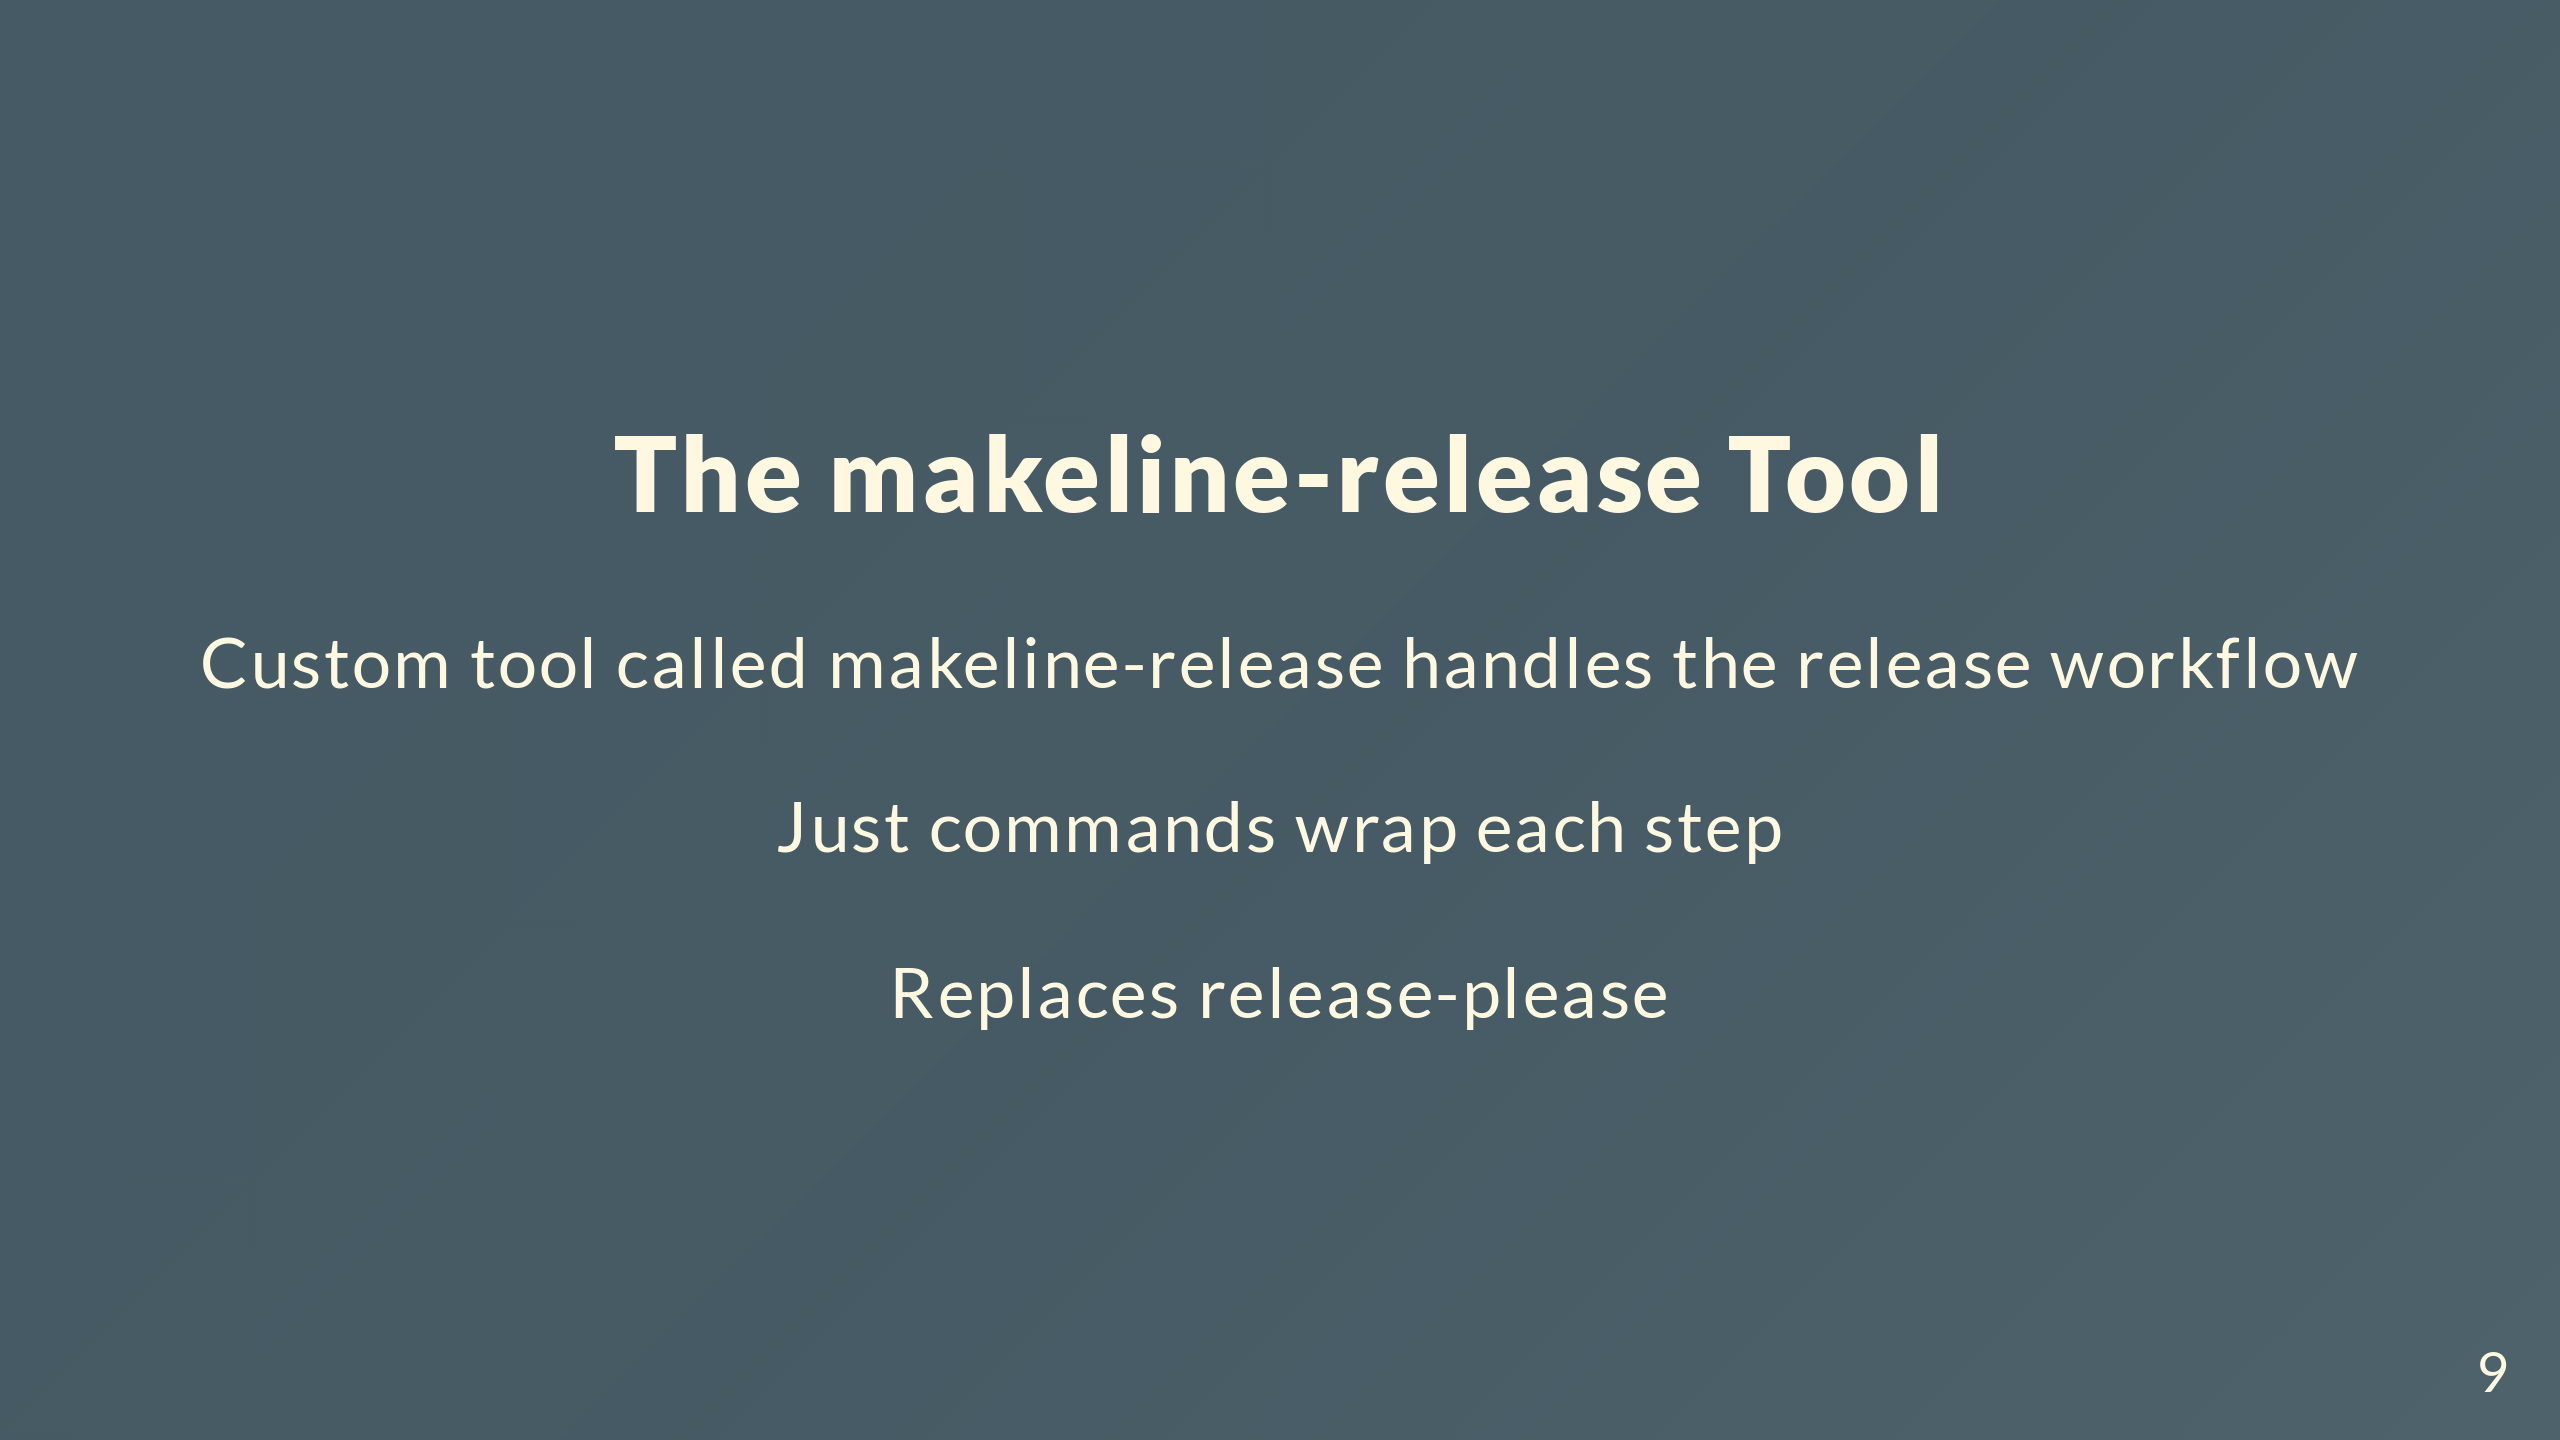 The makeline-release Tool
Custom tool called makeline-release handles the release workflow
Just commands wrap each step
Replaces release-please
9